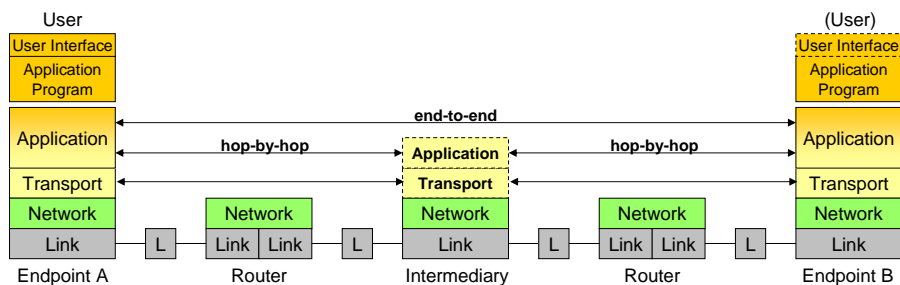 User
(User)
User Interface
User Interface
Application
Program
Application
Program
end-to-end
Application
hop-by-hop
Application
hop-by-hop
Application
Transport
Transport
Transport
Network
Network
Network
Network
Network
Link
L
Link
Link
L
Link
L
Link
Link
L
Link
Endpoint A
Router
Intermediary
Router
Endpoint B